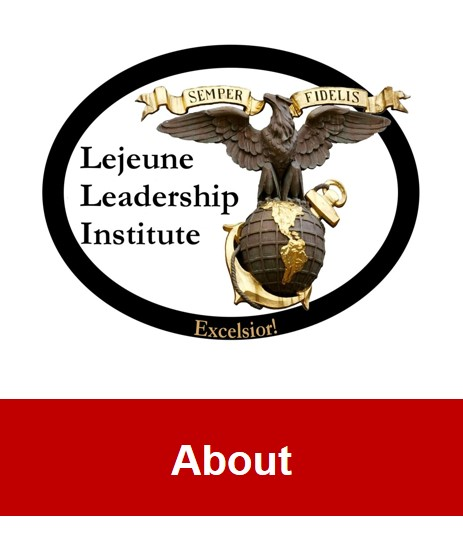 SEMPER FIDELIS
Lejeune
Leadership
Institute
Excelsior!
About